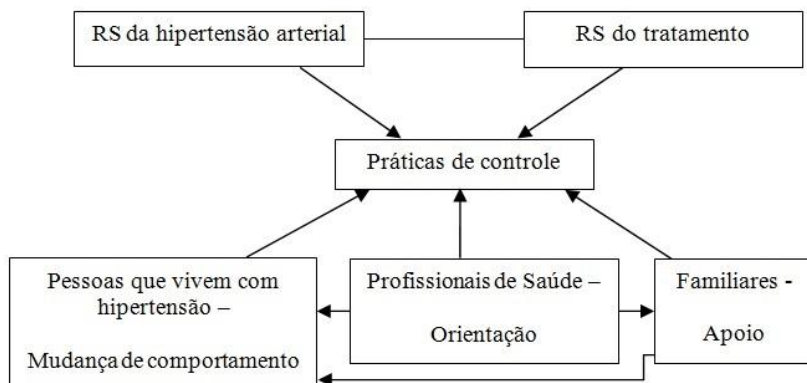 RS da hipertensão arterial
RS do tratamento
Práticas de controle
Pessoas que vivem com
hipertensão –
Mudança de comportamento
Profissionais de Saúde –
Orientação
Familiares -
Apoio